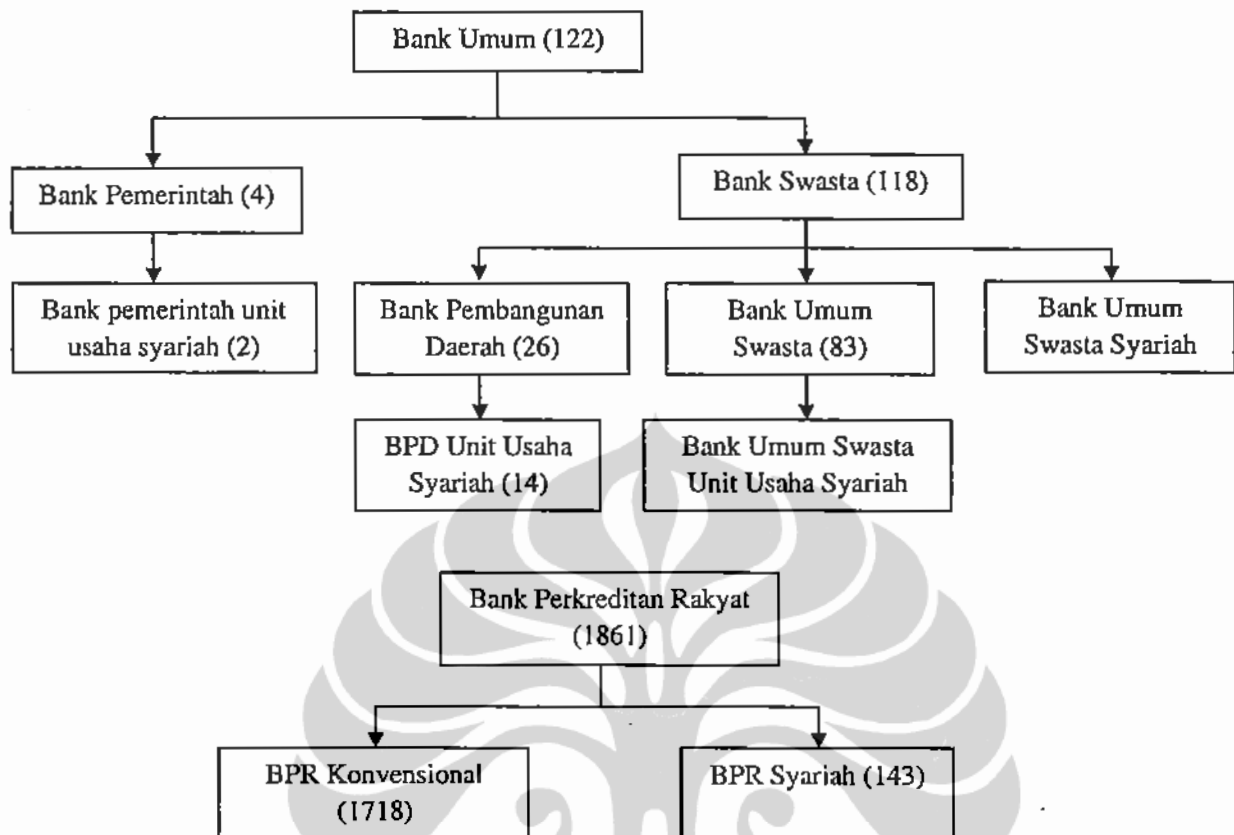 Bank Umum (122)
Bank Pemerintah (4)
Bank Swasta (118)
Bank pemerintah unit
usaha syariah (2)
Bank Pembangunan
Daerah (26)
Bank Umum
Swasta (83)
Bank Umum
Swasta Syariah
BPD Unit Usaha
Syariah (14)
Bank Umum Swasta
Unit Usaha Syariah
Bank Perkreditan Rakyat
(1861)
BPR Konvensional
(1718)
BPR Syariah (143)